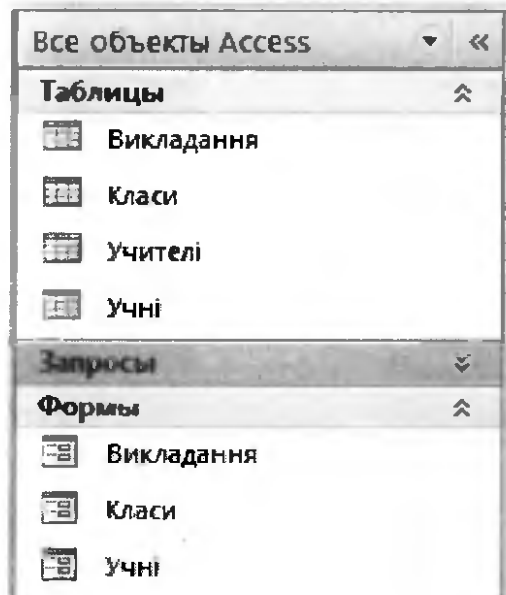 Все объекты Access
Таблицы
Викладання
Класи
Учителі
Учні
Запросы
Формы
Викладання
Класи
Учні